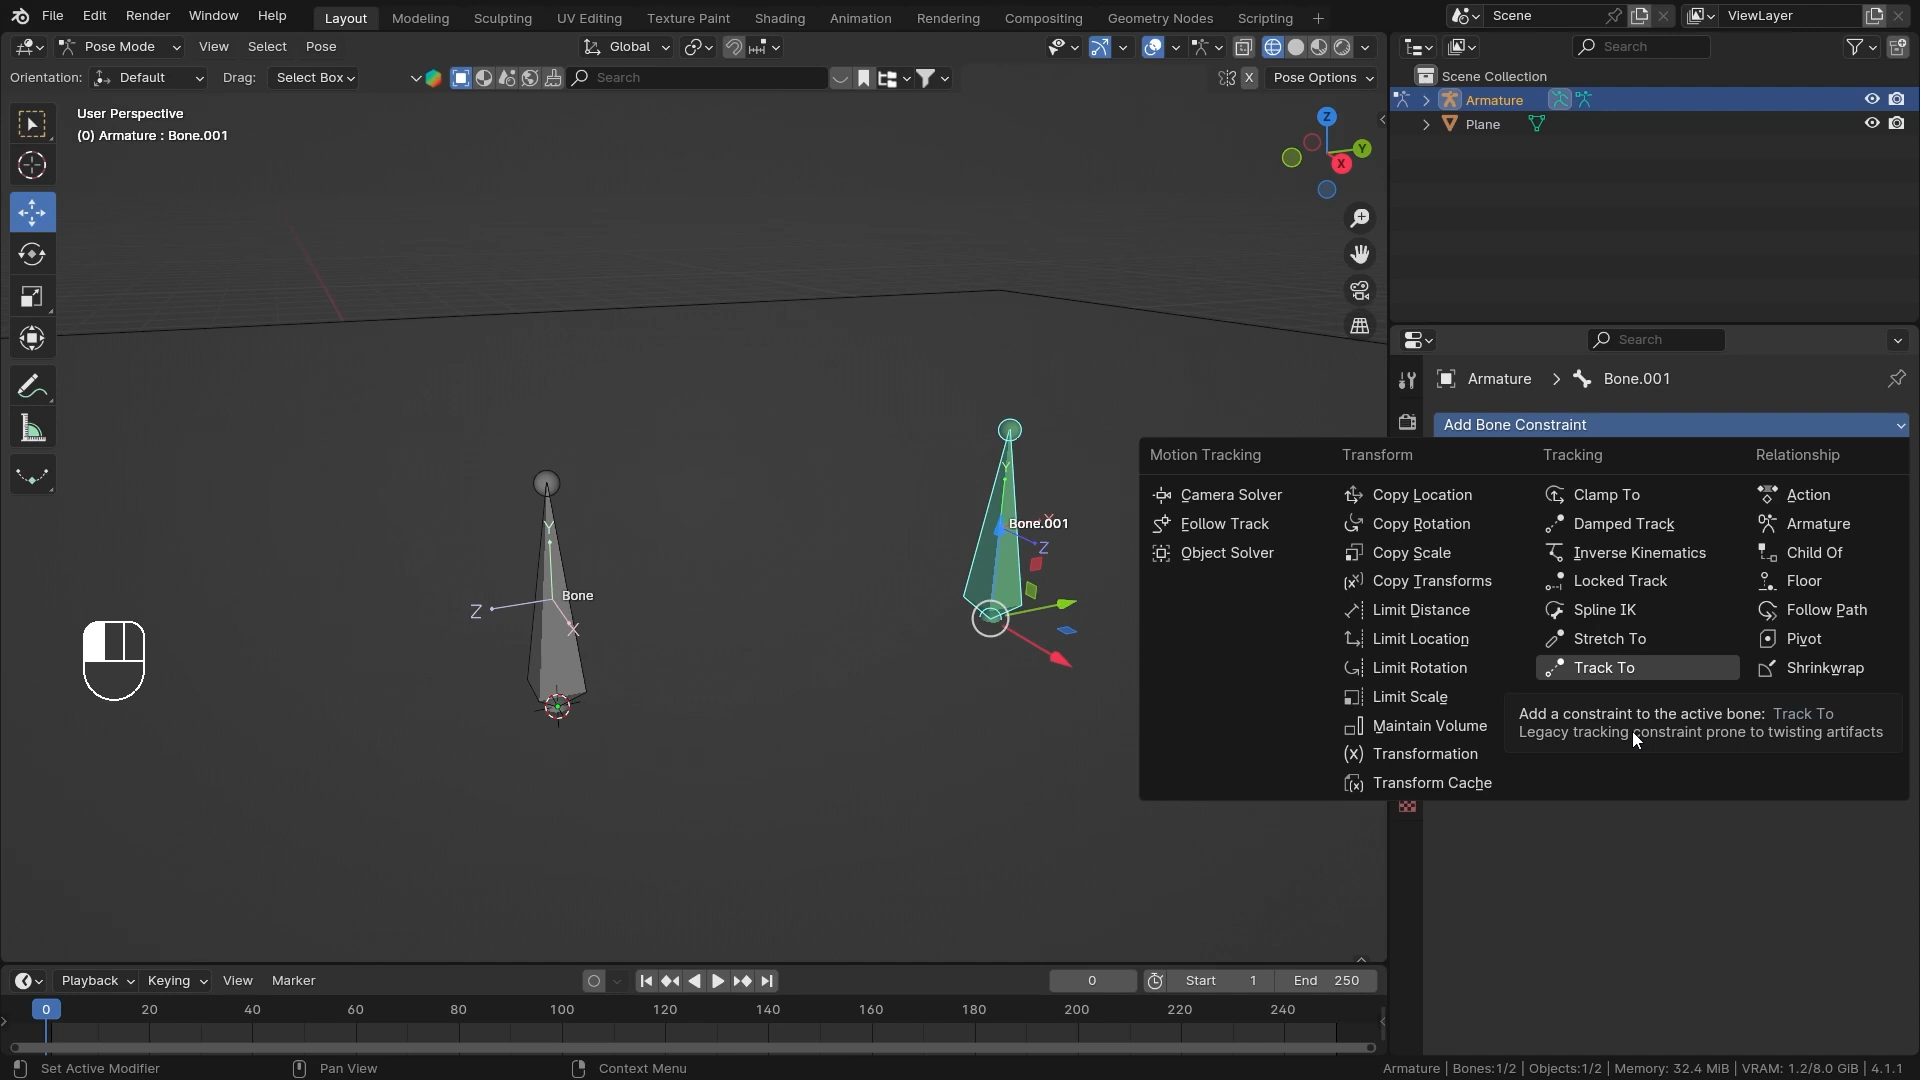 File Edit Render Window Help
Layout Modeling Sculpting UV Editing Texture Paint Shading Animation Rendering Compositing Geometry Nodes Scripting
Scene
ViewLayer
Pose Mode View Select Pose
Global
Search
Orientation: Default Drag: Select Box
Search
X Pose Options
Scene Collection
Armature
Plane
User Perspective
(0) Armature : Bone.001
Z
Y
X
Search
Armature > Bone.001
Add Bone Constraint
Motion Tracking
Camera Solver
Follow Track
Object Solver
Transform
Copy Location
Copy Rotation
Copy Scale
Copy Transforms
Limit Distance
Limit Location
Limit Rotation
Limit Scale
Maintain Volume
Transformation
Transform Cache
Tracking
Clamp To
Damped Track
Inverse Kinematics
Locked Track
Spline IK
Stretch To
Track To
Relationship
Action
Armature
Child Of
Floor
Follow Path
Pivot
Shrinkwrap
Add a constraint to the active bone: Track To
Legacy tracking constraint prone to twisting artifacts
Y
Bone
Z
X
Y
Bone.001
X
Z
Playback Keying View Marker
0
Start 1 End 250
0 20 40 60 80 100 120 140 160 180 200 220 240
Set Active Modifier Pan View Context Menu
Armature | Bones:1/2 | Objects:1/2 | Memory: 32.4 MiB | VRAM: 1.2/8.0 GiB | 4.1.1